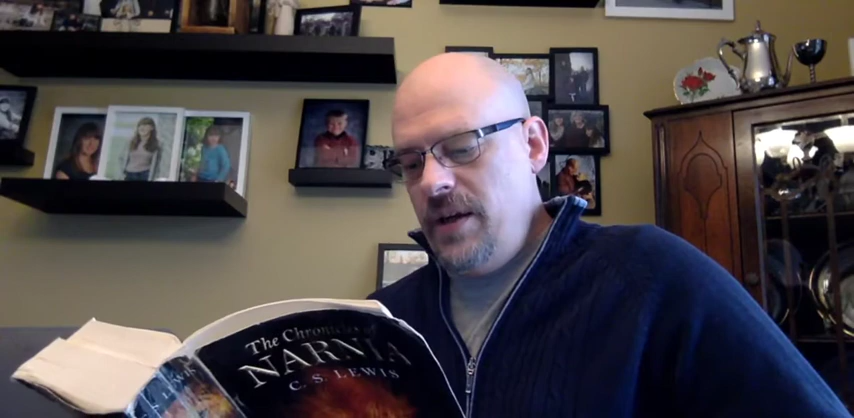 The Chronicles of
NARNIA
C. S. LEWIS